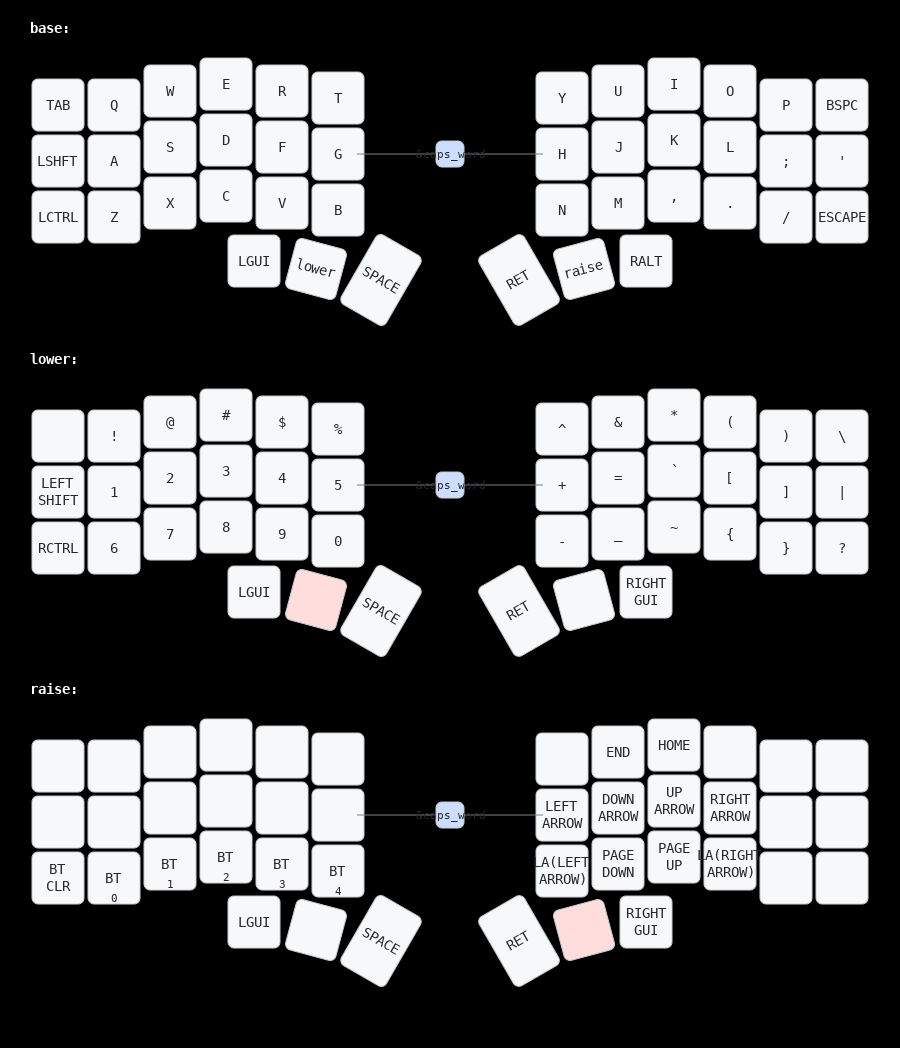 base:
TAB Q W E R T Y U I O P BSPC
LSHFT A S D F G &caps_word H J K L ; '
LCTRL Z X C V B N M , . / ESCAPE
LGUI lower SPACE RET raise RALT
lower:
! @ # $ % ^ & * ( ) \
LEFT
SHIFT 1 2 3 4 5 &caps_word + = ` [ ] |
RCTRL 6 7 8 9 0 - _ ~ { } ?
LGUI SPACE RET RIGHT
GUI
raise:
END HOME
&caps_word LEFT
ARROW DOWN
ARROW UP
ARROW RIGHT
ARROW
BT
CLR BT
0 BT
1 BT
2 BT
3 BT
4 LA(LEFT
ARROW) PAGE
DOWN PAGE
UP LA(RIGHT
ARROW)
LGUI SPACE RET RIGHT
GUI